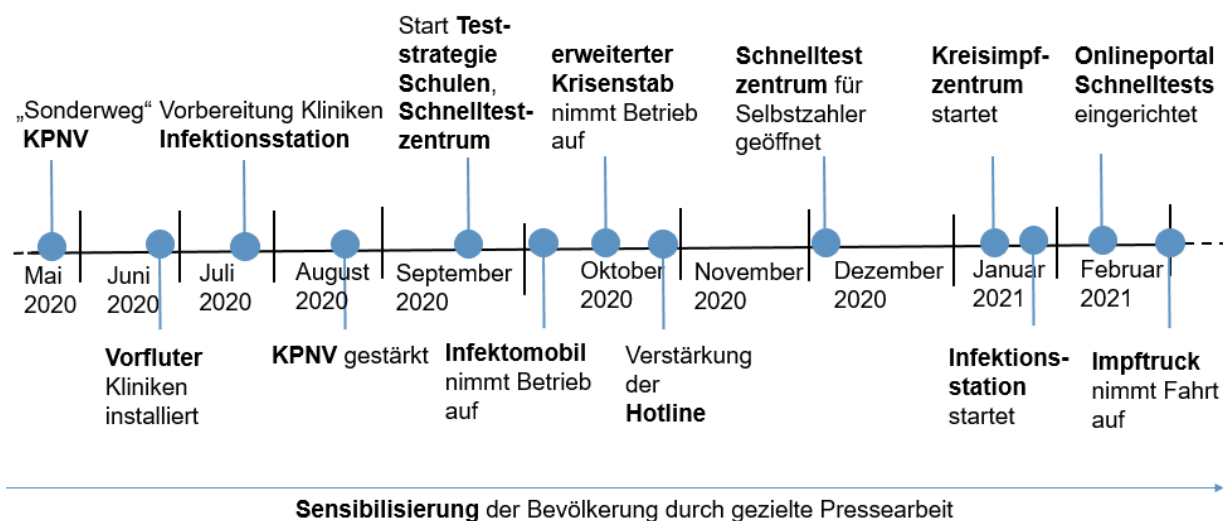 „Sonderweg“
KPNV
Vorbereitung Kliniken
Infektionsstation
Start Test-
strategie
Schulen,
Schnelltest-
zentrum
erweiterter
Krisenstab
nimmt Betrieb
auf
Schnelltest
zentrum für
Selbstzahler
geöffnet
Kreisimpf-
zentrum
startet
Onlineportal
Schnelltests
eingerichtet
Mai
2020
Juni
2020
Juli
2020
August
2020
September
2020
Oktober
2020
November
2020
Dezember
2020
Januar
2021
Februar
2021
Vorfluter
Kliniken
installiert
KPNV gestärkt
Infektomobil
nimmt Betrieb
auf
Verstärkung
der
Hotline
Infektions-
station
startet
Impftruck
nimmt Fahrt
auf
Sensibilisierung der Bevölkerung durch gezielte Pressearbeit